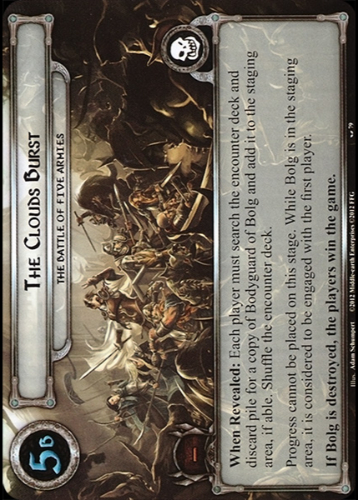 5B
THE CLOUDS BURST
THE BATTLE OF FIVE ARMIES
When Revealed: Each player must search the encounter deck and
discard pile for a copy of Bodyguard of Bolg and add it to the staging
area, if able. Shuffle the encounter deck.
Progress cannot be placed on this stage. While Bolg is in the staging
area, it is considered to be engaged with the first player.
If Bolg is destroyed, the players win the game.
Illus. Adam Schumpert ©2012 Middle-earth Enterprises ©2012 FFG 79